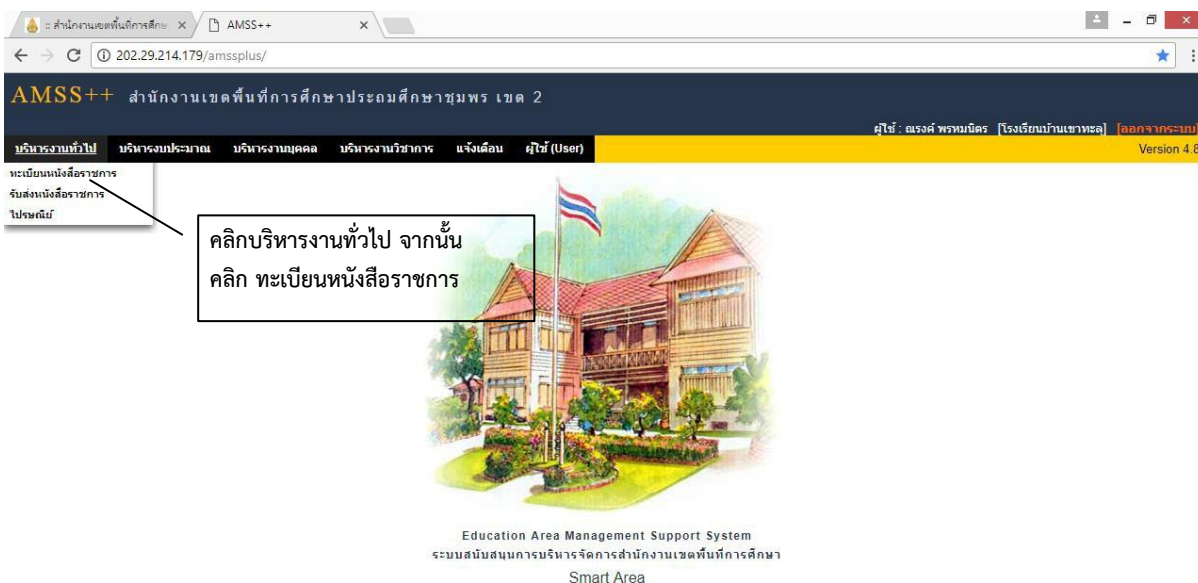 :: สำนักงานเขตพื้นที่การศึกษ
AMSS++
202.29.214.179/amssplus/
AMSS++ สำนักงานเขตพื้นที่การศึกษาประถมศึกษาชุมพร เขต 2
ผู้ใช้ : ณรงค์ พรหมนิตร [โรงเรียนบ้านเขาทะลุ] [ออกจากระบบ]
บริหารงานทั่วไป บริหารงบประมาณ บริหารงานบุคคล บริหารงานวิชาการ แจ้งเตือน ผู้ใช้ (User) Version 4.8
ทะเบียนหนังสือราชการ
รับส่งหนังสือราชการ
ไปรษณีย์
คลิกบริหารงานทั่วไป จากนั้น
คลิก ทะเบียนหนังสือราชการ
Education Area Management Support System
ระบบสนับสนุนการบริหารจัดการสำนักงานเขตพื้นที่การศึกษา
Smart Area